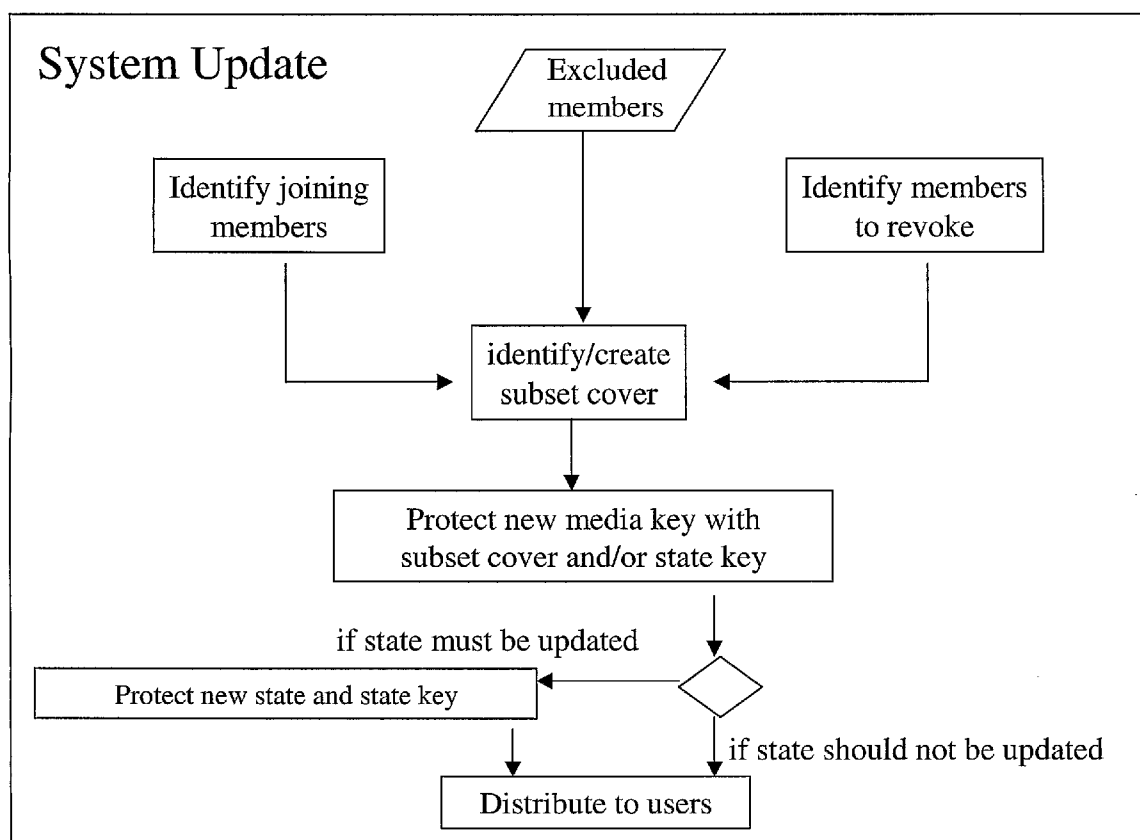 System Update
Excluded
members
Identify joining
members
Identify members
to revoke
identify/create
subset cover
Protect new media key with
subset cover and/or state key
if state must be updated
Protect new state and state key
if state should not be updated
Distribute to users